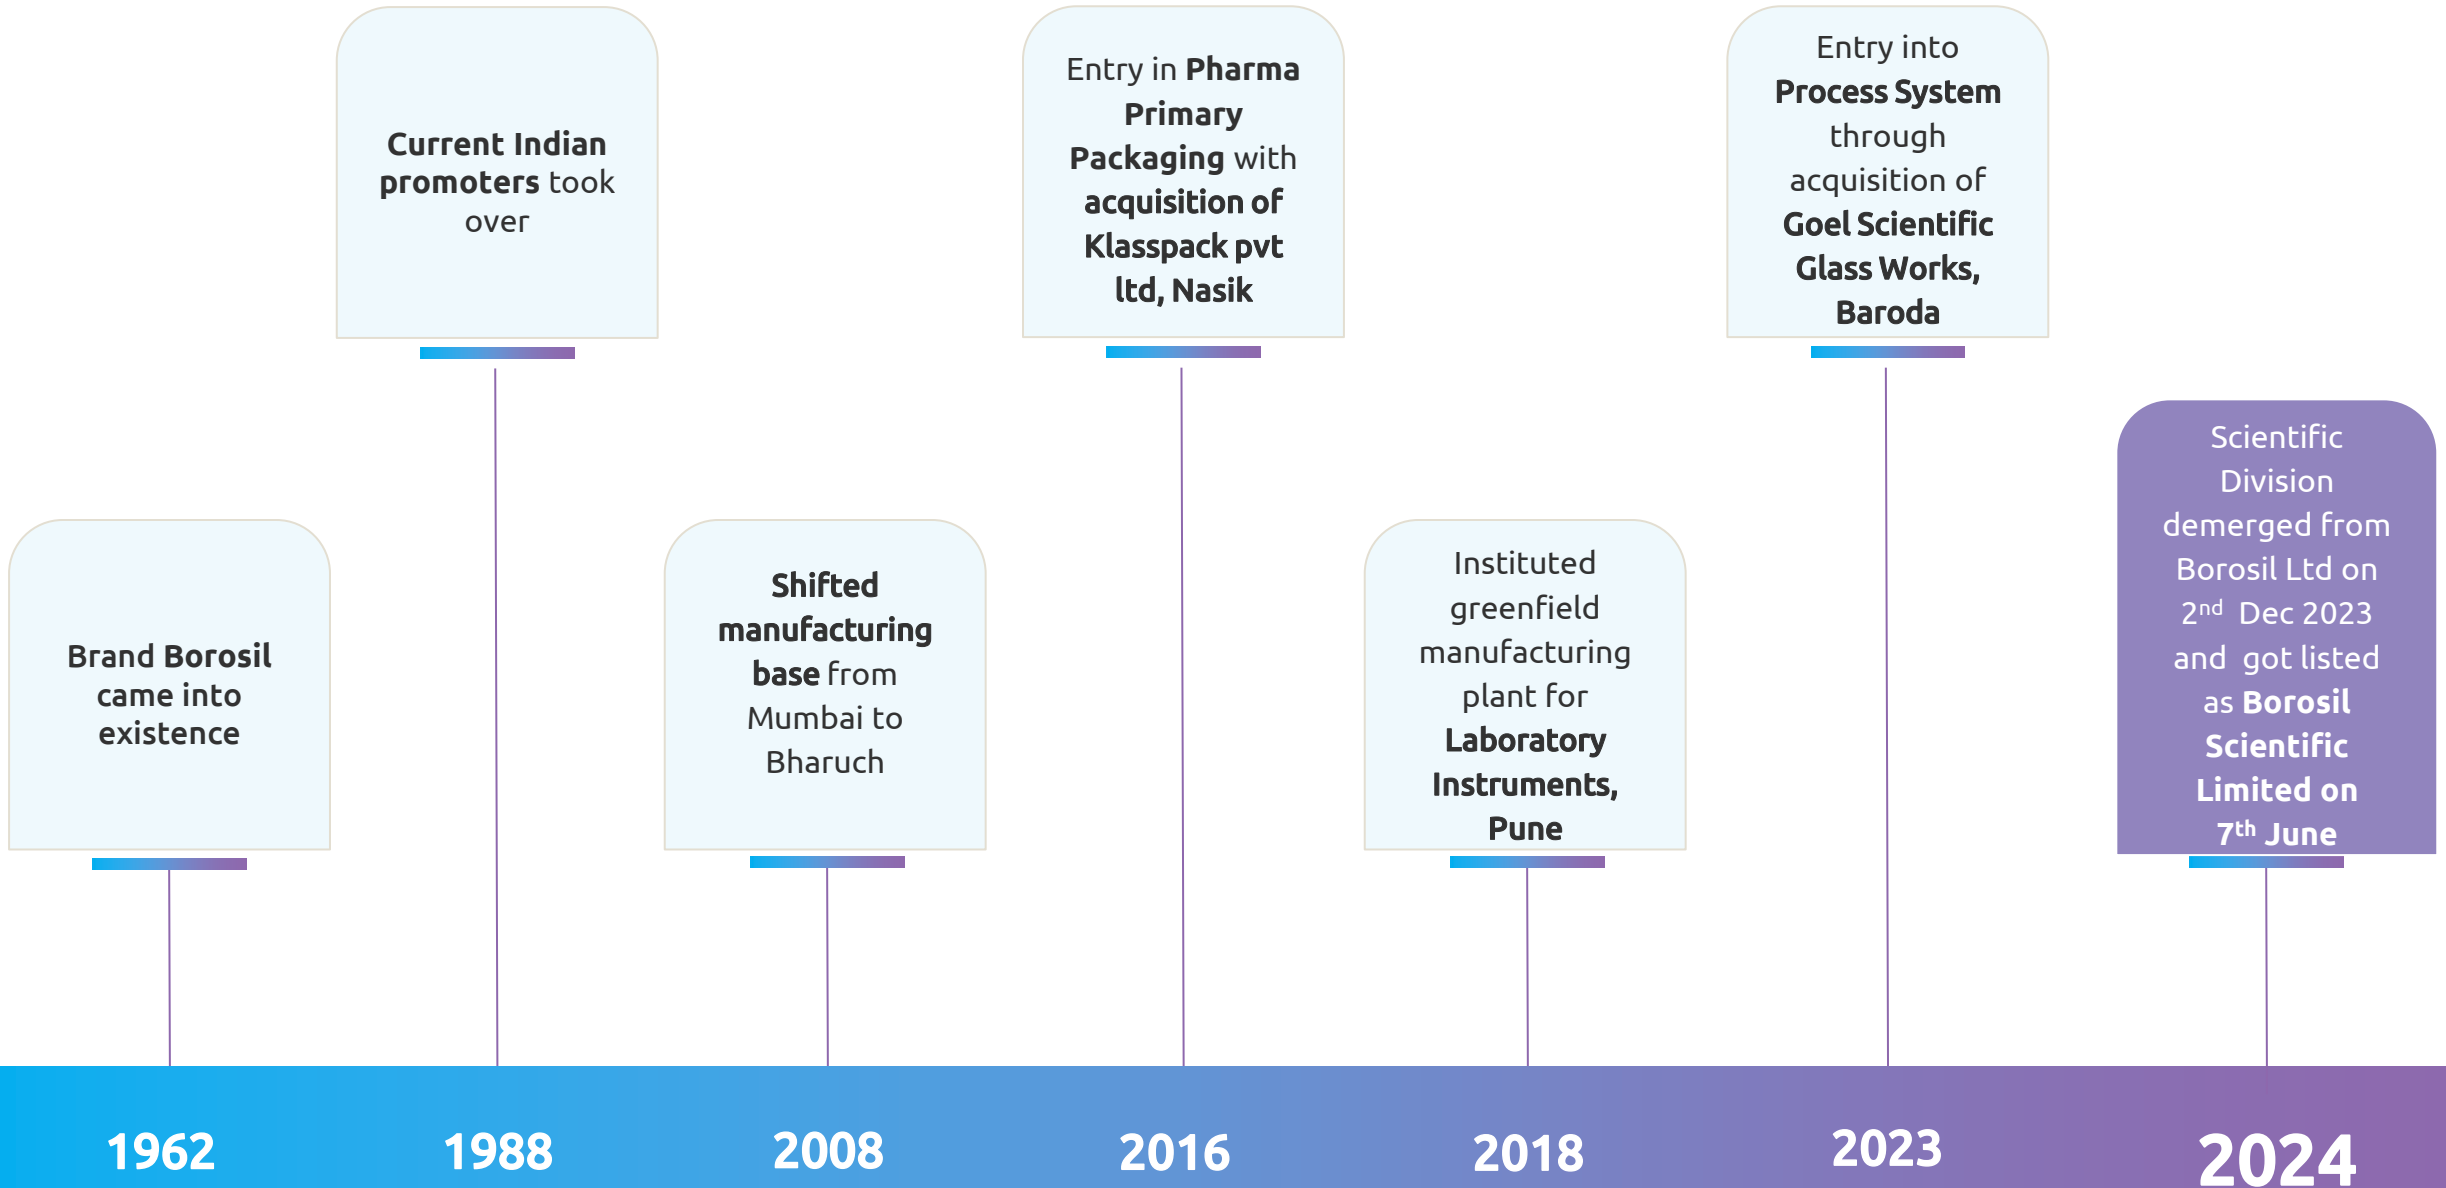 Brand Borosil
came into
existence
Current Indian
promoters took
over
Shifted
manufacturing
base from
Mumbai to
Bharuch
Entry in Pharma
Primary
Packaging with
acquisition of
Klasspack pvt
ltd, Nasik
Instituted
greenfield
manufacturing
plant for
Laboratory
Instruments,
Pune
Entry into
Process System
through
acquisition of
Goel Scientific
Glass Works,
Baroda
Scientific
Division
demerged from
Borosil Ltd on
2nd Dec 2023
and got listed
as Borosil
Scientific
Limited on
7th June
1962
1988
2008
2016
2018
2023
2024